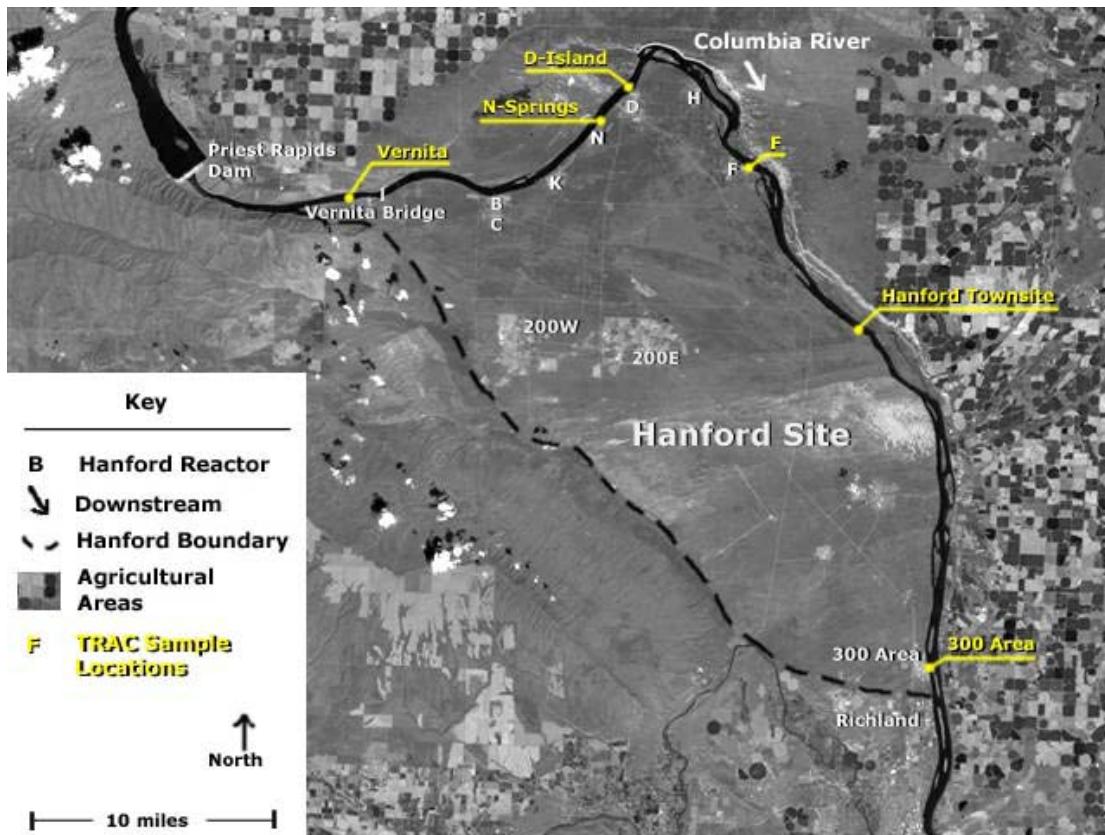 Columbia River
D-Island
H
D
N-Springs
N
Priest Rapids
Dam
Vernita
F
F
K
B
C
Vernita Bridge
Hanford Townsite
200W
200E
Hanford Site
Key
B Hanford Reactor
Downstream
Hanford Boundary
Agricultural
Areas
F TRAC Sample
Locations
North
10 miles
300 Area
300 Area
Richland